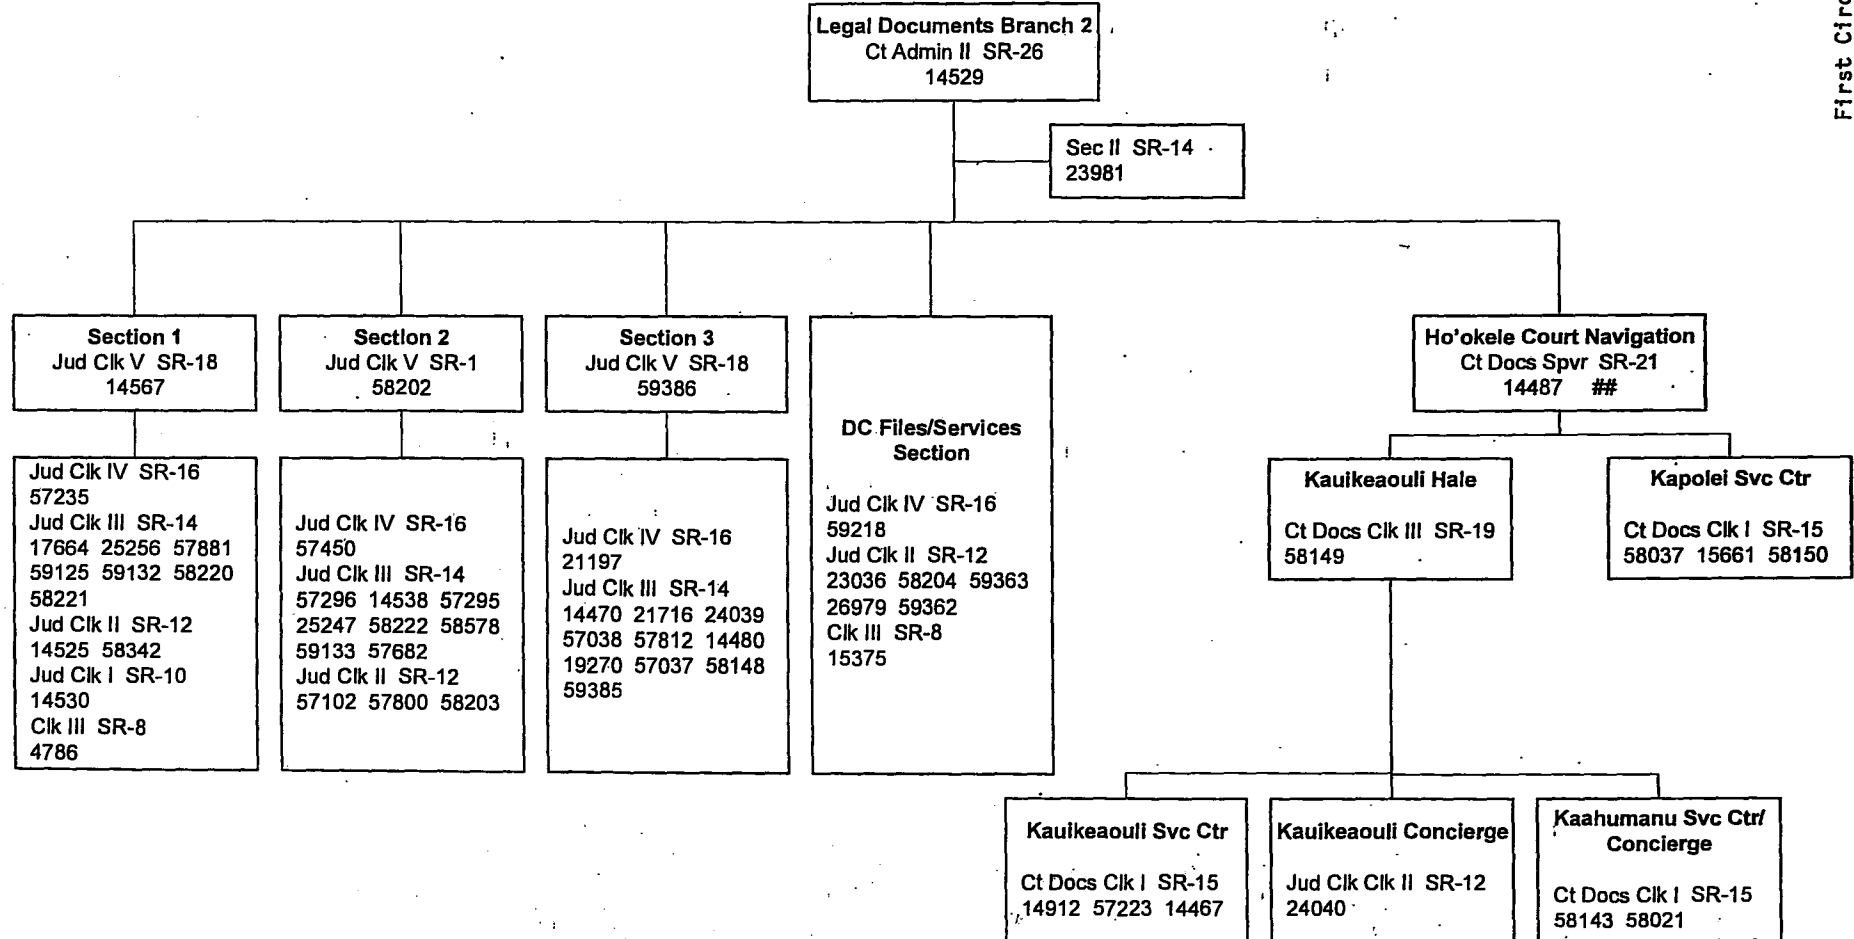 First Circ
Legal Documents Branch 2
Ct Admin II SR-26
14529
Sec II SR-14
23981
Section 1
Jud Clk V SR-18
14567
Section 2
Jud Clk V SR-1
58202
Section 3
Jud Clk V SR-18
59386
Ho'okele Court Navigation
Ct Docs Spvr SR-21
14487 ##
Jud Clk IV SR-16
57235
Jud Clk III SR-14
17664 25256 57881
59125 59132 58220
58221
Jud Clk II SR-12
14525 58342
Jud Clk I SR-10
14530
Clk III SR-8
4786
Jud Clk IV SR-16
57450
Jud Clk III SR-14
57296 14538 57295
25247 58222 58578
59133 57682
Jud Clk II SR-12
57102 57800 58203
Jud Clk IV SR-16
21197
Jud Clk III SR-14
14470 21716 24039
57038 57812 14480
19270 57037 58148
59385
DC Files/Services
Section
Jud Clk IV SR-16
59218
Jud Clk II SR-12
23036 58204 59363
26979 59362
Clk III SR-8
15375
Kauikeaouli Hale
Ct Docs Clk III SR-19
58149
Kapolei Svc Ctr
Ct Docs Clk I SR-15
58037 15661 58150
Kauikeaouli Svc Ctr
Ct Docs Clk I SR-15
14912 57223 14467
Kauikeaouli Concierge
Jud Clk Clk II SR-12
24040
Kaahumanu Svc Ctr/
Concierge
Ct Docs Clk I SR-15
58143 58021